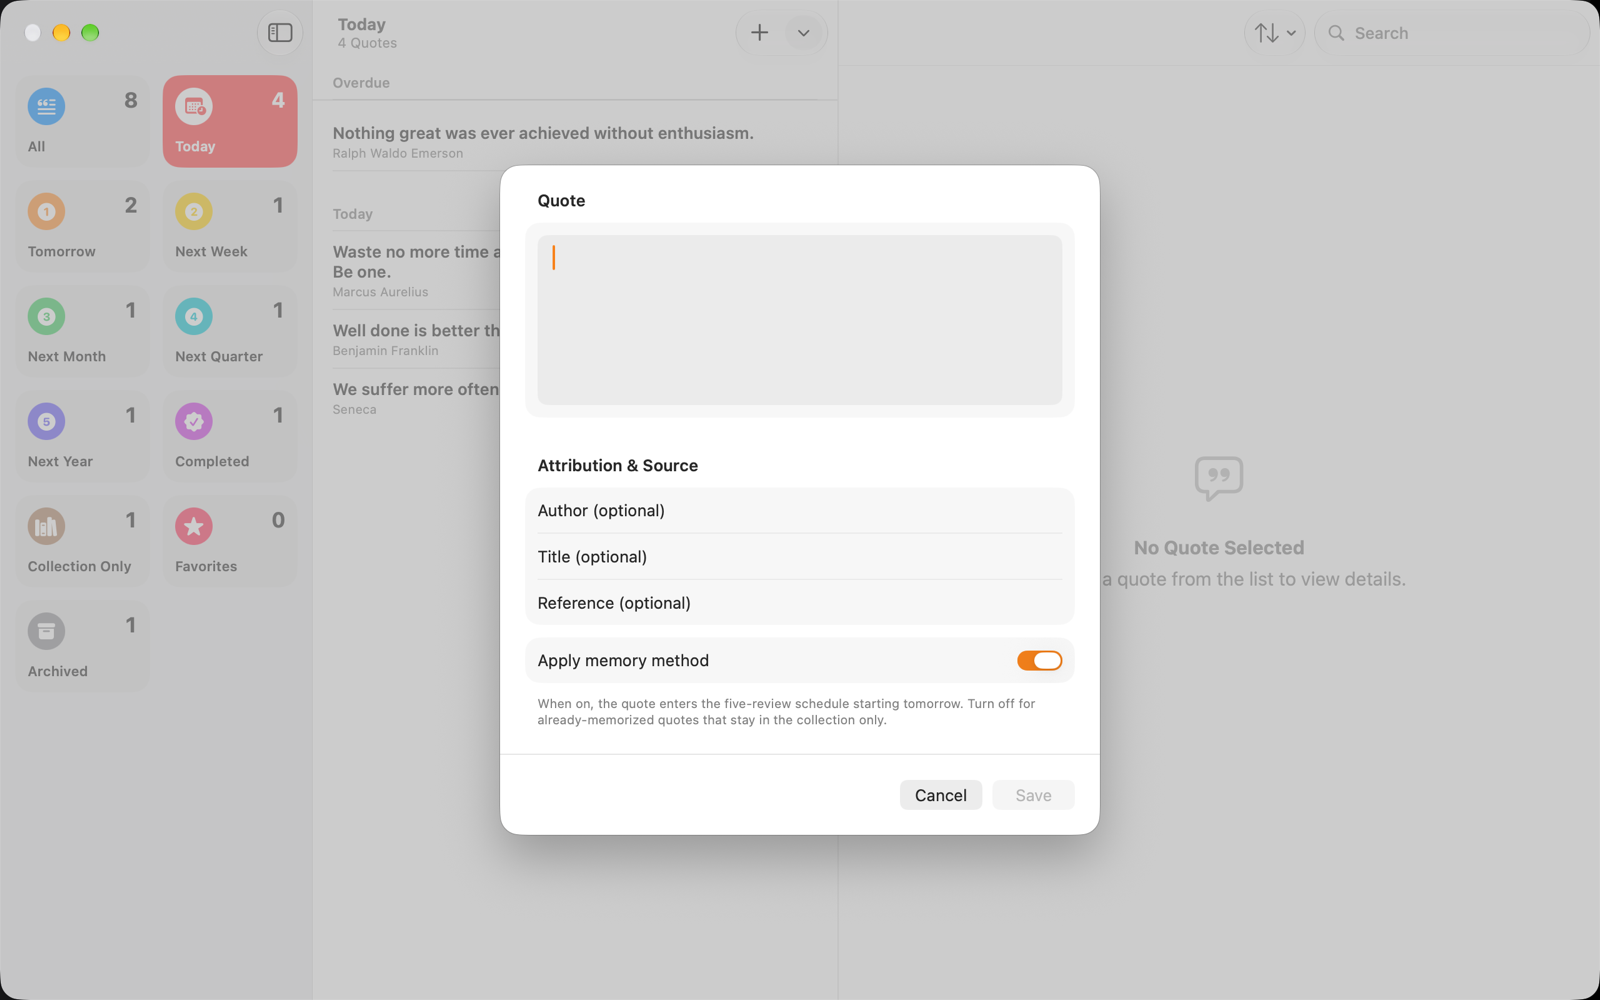 Today
4 Quotes
Search
8
All
4
Today
1
2
Tomorrow
2
1
Next Week
3
1
Next Month
4
1
Next Quarter
5
1
Next Year
1
Completed
1
Collection Only
0
Favorites
1
Archived
Overdue
Nothing great was ever achieved without enthusiasm.
Ralph Waldo Emerson
Today
Waste no more time a
Be one.
Marcus Aurelius
Well done is better th
Benjamin Franklin
We suffer more often
Seneca
Quote
Attribution & Source
Author (optional)
Title (optional)
Reference (optional)
Apply memory method
When on, the quote enters the five-review schedule starting tomorrow. Turn off for
already-memorized quotes that stay in the collection only.
Cancel
Save
No Quote Selected
a quote from the list to view details.